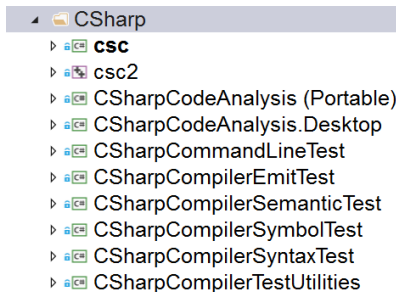 CSharp
csc
csc2
CSharpCodeAnalysis (Portable)
CSharpCodeAnalysis.Desktop
CSharpCommandLineTest
CSharpCompilerEmitTest
CSharpCompilerSemanticTest
CSharpCompilerSymbolTest
CSharpCompilerSyntaxTest
CSharpCompilerTestUtilities